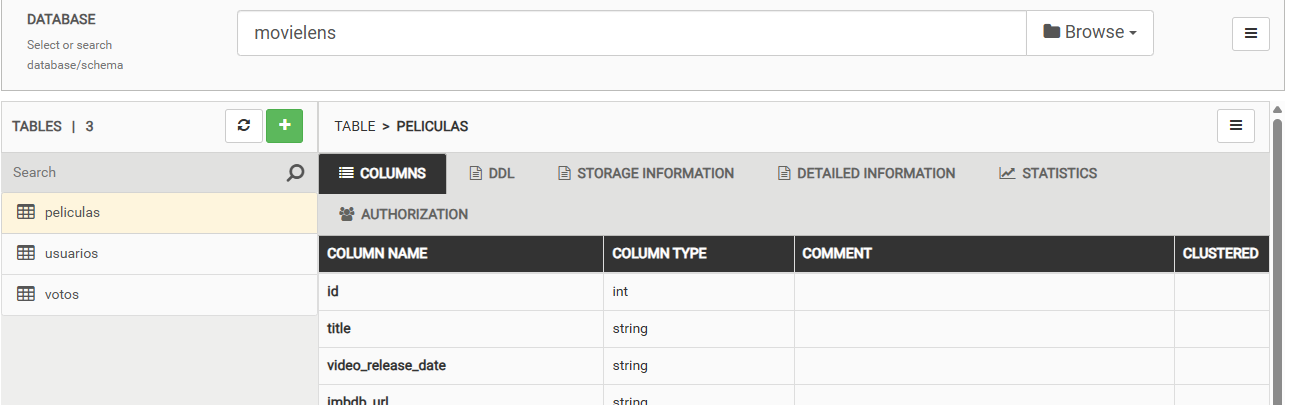 DATABASE
Select or search
database/schema
movielens
Browse
TABLES | 3
Search
peliculas
usuarios
votos
TABLE > PELICULAS
COLUMNS DDL STORAGE INFORMATION DETAILED INFORMATION STATISTICS
AUTHORIZATION
COLUMN NAME COLUMN TYPE COMMENT CLUSTERED
id int
title string
video_release_date string
imbdb_url string